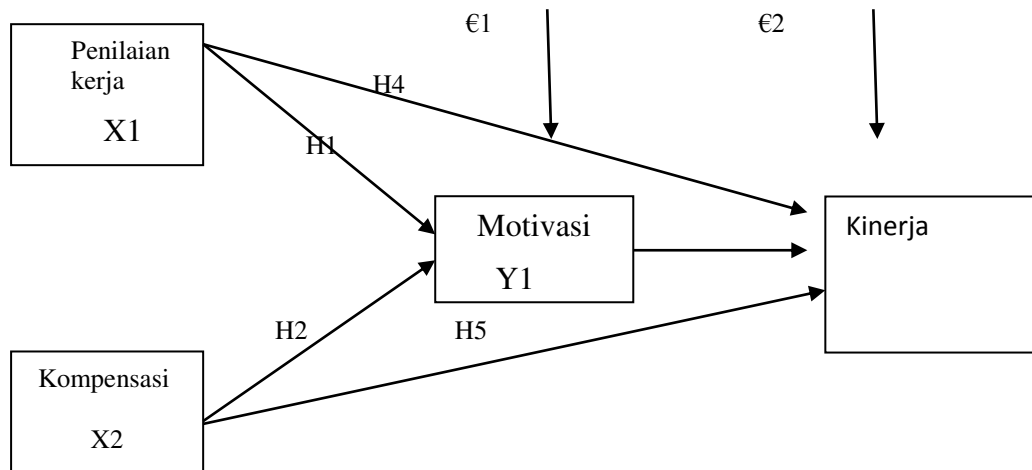 €1
€2
Penilaian
kerja
X1
H4
H1
Motivasi
Y1
Kinerja
H2
H5
Kompensasi
X2